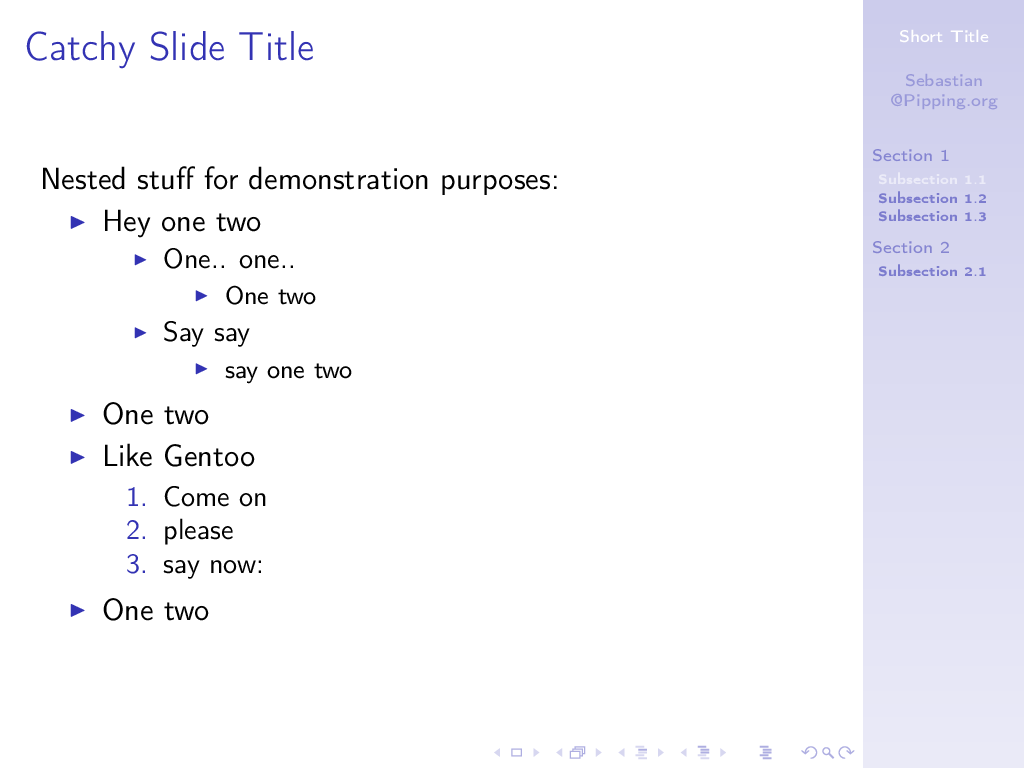 Catchy Slide Title
Nested stuff for demonstration purposes:
Hey one two
One.. one..
One two
Say say
say one two
One two
Like Gentoo
1. Come on
2. please
3. say now:
One two
Short Title
Sebastian
@Pipping.org
Section 1
Subsection 1.1
Subsection 1.2
Subsection 1.3
Section 2
Subsection 2.1